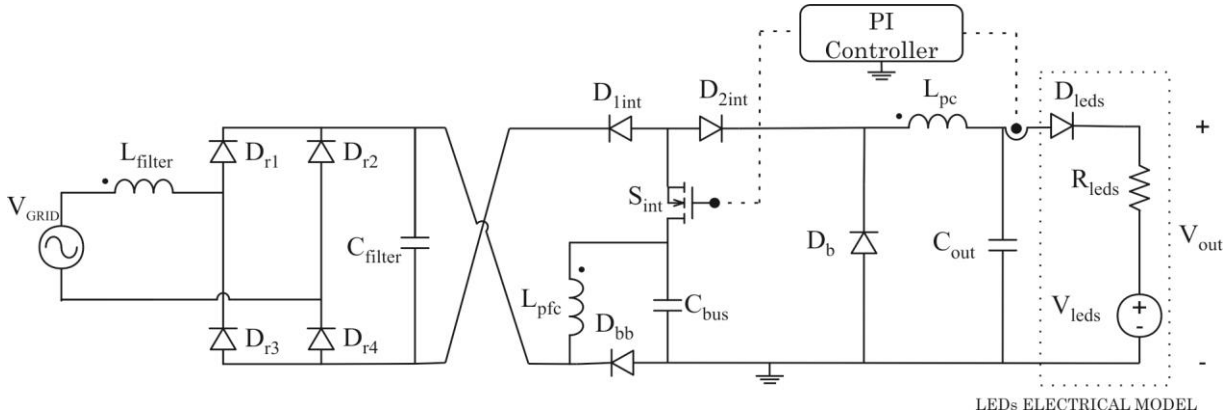 PI
Controller
D1int
D2int
Lpc
Dleds
+
Lfilter
Dr1
Dr2
Rleds
VGRID
Sint
Cfilter
Db
Cout
Vout
Lpfc
Cbus
Vleds
+
-
Dr3
Dr4
Dbb
-
LEDs ELECTRICAL MODEL